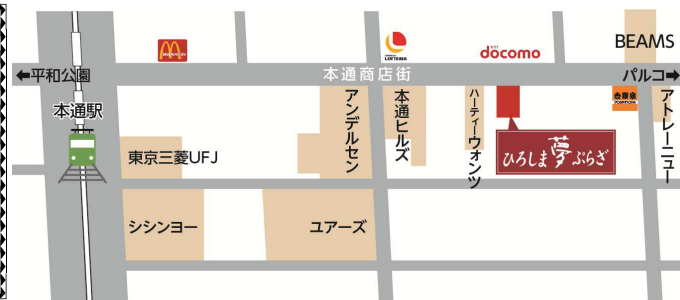 McDonald's
LOTTERIA
docomo
BEAMS
←平和公園
本通商店街
パルコ→
本通駅
アンデルセン
本通ヒルズ
ハーティーウォンツ
吉野家
YOSHINOYA
アトレーニュー
東京三菱UFJ
ひろしま夢ぷらざ
シシンヨー
ユアーズ